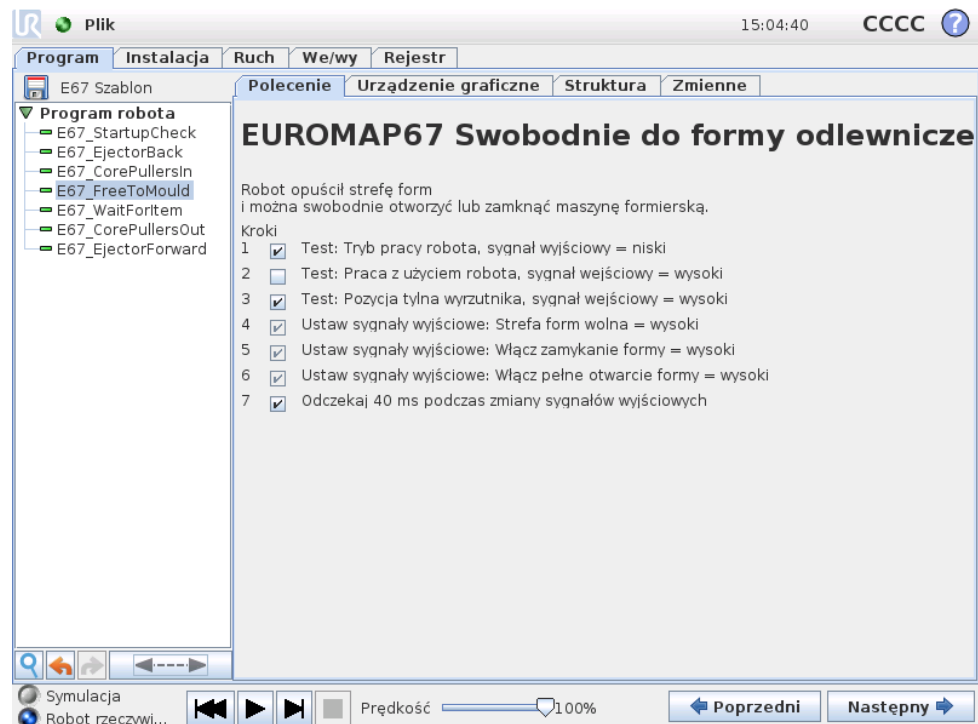 UR Plik 15:04:40 CCCC ?
Program Instalacja Ruch We/wy Rejestr
E67 Szablon
Program robota
E67_StartupCheck
E67_EjectorBack
E67_CorePullersIn
E67_FreeToMould
E67_WaitForItem
E67_CorePullersOut
E67_EjectorForward
Polecenie Urządzenie graficzne Struktura Zmienne
EUROMAP67 Swobodnie do formy odlewnicze
Robot opuścił strefę form
i można swobodnie otworzyć lub zamknąć maszynę formierską.
Kroki
1 Test: Tryb pracy robota, sygnał wyjściowy = niski
2 Test: Praca z użyciem robota, sygnał wejściowy = wysoki
3 Test: Pozycja tylna wyrzutnika, sygnał wejściowy = wysoki
4 Ustaw sygnały wyjściowe: Strefa form wolna = wysoki
5 Ustaw sygnały wyjściowe: Włącz zamykanie formy = wysoki
6 Ustaw sygnały wyjściowe: Włącz pełne otwarcie formy = wysoki
7 Odczekaj 40 ms podczas zmiany sygnałów wyjściowych
Symulacja
Robot rzeczywi...
Prędkość 100%
Poprzedni Następny